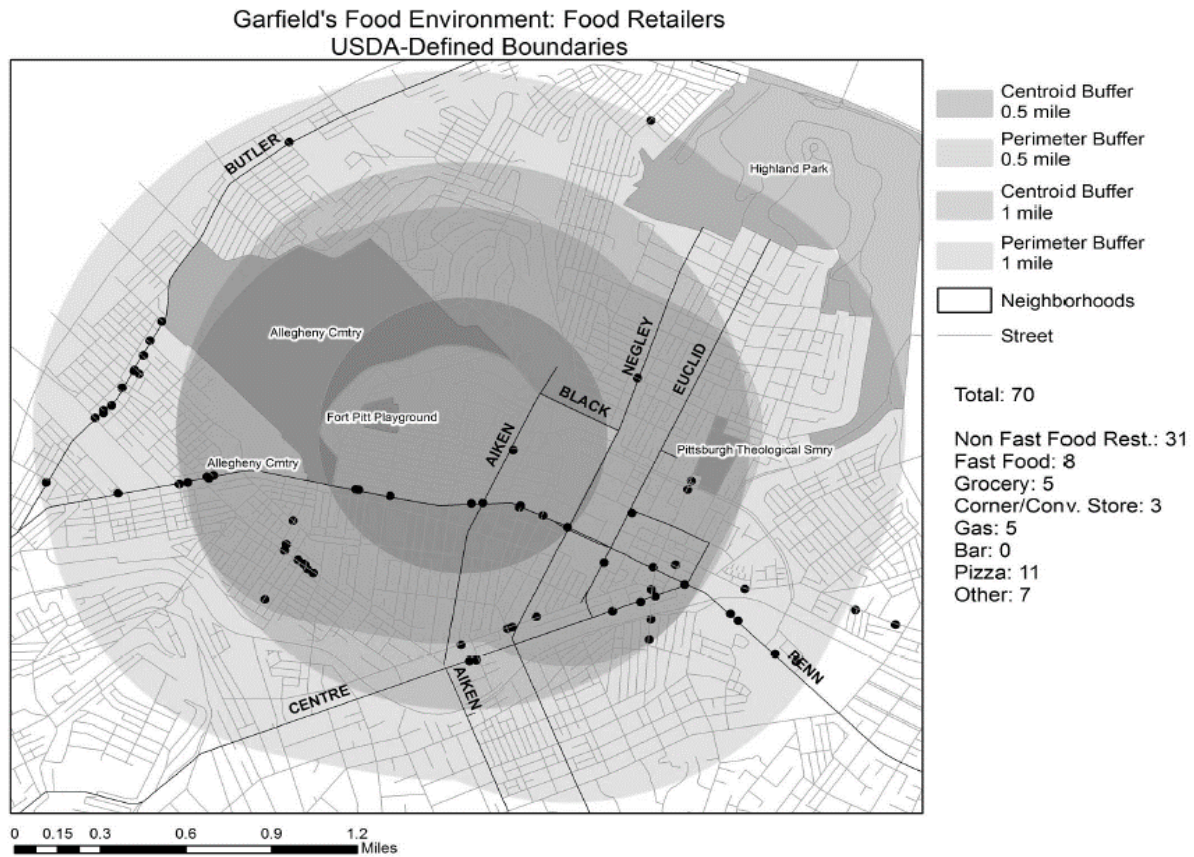 Garfield's Food Environment: Food Retailers
USDA-Defined Boundaries
BUTLER
Highland Park
Allegheny Cmtry
NEGLEY
EUCLID
BLACK
Fort Pitt Playground
AIKEN
Pittsburgh Theological Smry
Allegheny Cmtry
PENN
AIKEN
CENTRE
Centroid Buffer
0.5 mile
Perimeter Buffer
0.5 mile
Centroid Buffer
1 mile
Perimeter Buffer
1 mile
Neighborhoods
Street
Total: 70
Non Fast Food Rest.: 31
Fast Food: 8
Grocery: 5
Corner/Conv. Store: 3
Gas: 5
Bar: 0
Pizza: 11
Other: 7
0 0.15 0.3 0.6 0.9 1.2
Miles